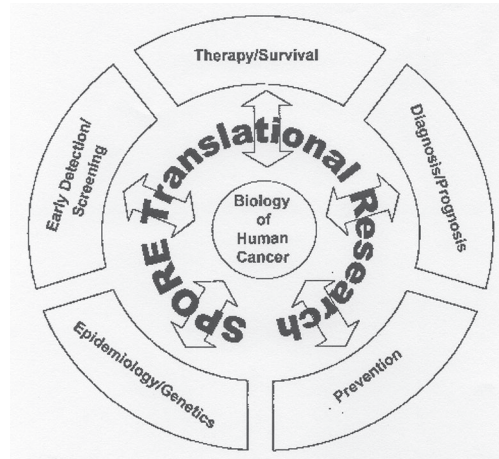 Therapy/Survival
Diagnosis/Prognosis
Prevention
Epidemiology/Genetics
Early Detection/
Screening
SPORE Translational Research
Biology
of
Human
Cancer